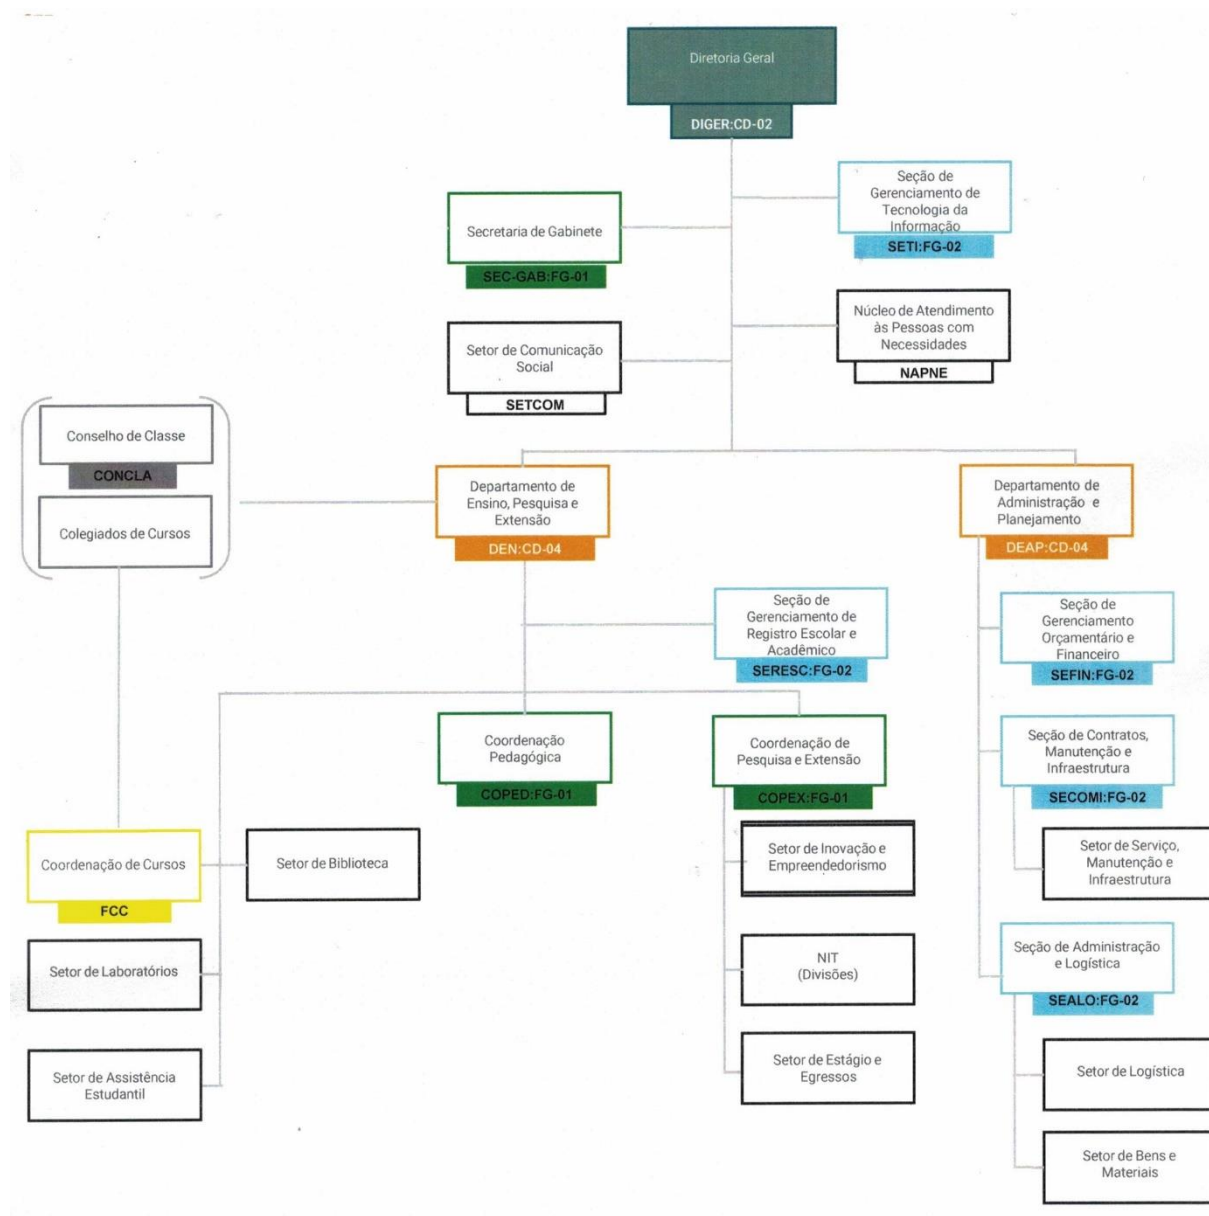 Diretoria Geral
DIGER:CD-02
Seção de
Gerenciamento de
Tecnologia da
Informação
SETI:FG-02
Secretaria de Gabinete
SEC-GAB:FG-01
Núcleo de Atendimento
às Pessoas com
Necessidades
NAPNE
Setor de Comunicação
Social
SETCOM
Conselho de Classe
CONCLA
Colegiados de Cursos
Departamento de
Ensino, Pesquisa e
Extensão
DEN:CD-04
Departamento de
Administração e
Planejamento
DEAP:CD-04
Seção de
Gerenciamento de
Registro Escolar e
Acadêmico
SERESC:FG-02
Seção de
Gerenciamento
Orçamentário e
Financeiro
SEFIN:FG-02
Coordenação
Pedagógica
COPED:FG-01
Coordenação de
Pesquisa e Extensão
COPEX:FG-01
Seção de Contratos,
Manutenção e
Infraestrutura
SECOMI:FG-02
Coordenação de Cursos
FCC
Setor de Biblioteca
Setor de Inovação e
Empreendedorismo
Setor de Serviço,
Manutenção e
Infraestrutura
Setor de Laboratórios
NIT
(Divisões)
Seção de Administração
e Logística
SEALO:FG-02
Setor de Assistência
Estudantil
Setor de Estágio e
Egressos
Setor de Logística
Setor de Bens e
Materiais